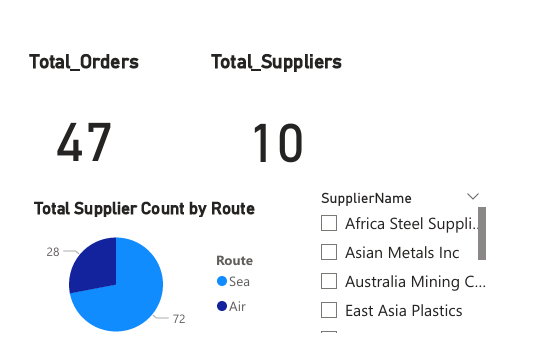 Total_Orders
Total_Suppliers
47
10
Total Supplier Count by Route
28
72
Route
Sea
Air
SupplierName
Africa Steel Suppli...
Asian Metals Inc
Australia Mining C...
East Asia Plastics